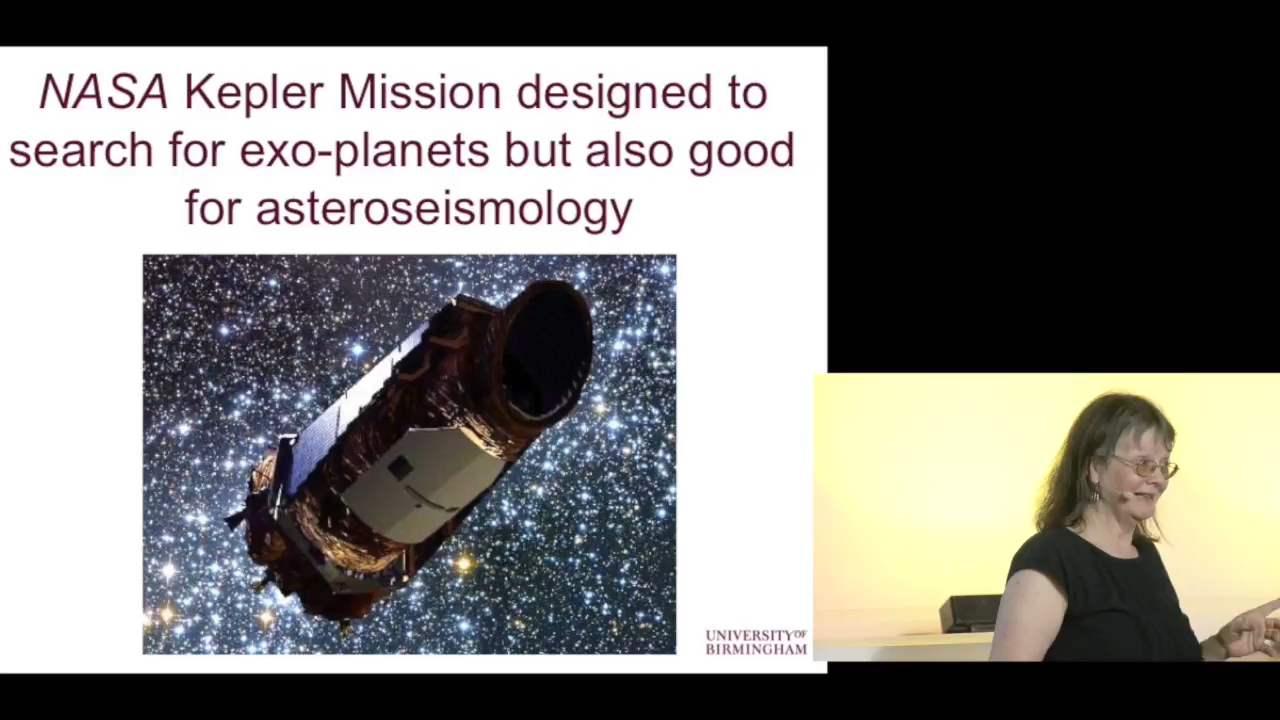 NASA Kepler Mission designed to
search for exo-planets but also good
for asteroseismology
UNIVERSITY OF
BIRMINGHAM